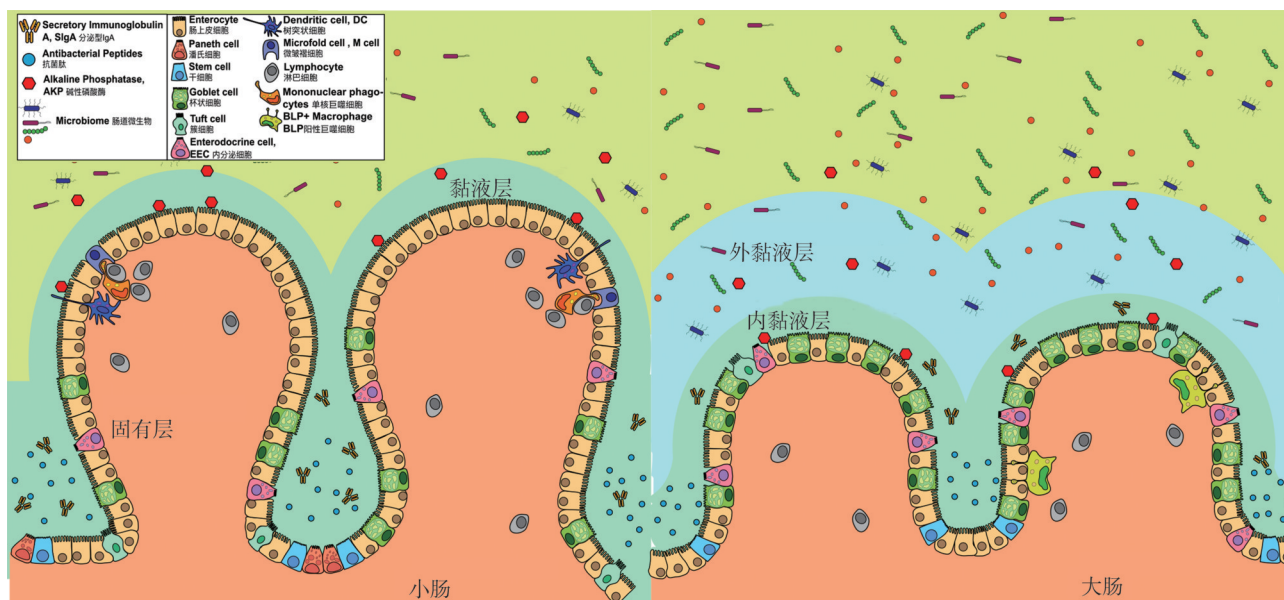 Secretory Immunoglobulin
A, SIgA 分泌型IgA
Antibacterial Peptides
抗菌肽
Alkaline Phosphatase,
AKP 碱性磷酸酶
Microbiome 肠道微生物
Enterocyte
肠上皮细胞
Paneth cell
潘氏细胞
Stem cell
干细胞
Goblet cell
杯状细胞
Tuft cell
簇细胞
Enterodocrine cell,
EEC 内分泌细胞
Dendritic cell, DC
树突状细胞
Microfold cell , M cell
微皱褶细胞
Lymphocyte
淋巴细胞
Mononuclear phago-
cytes 单核巨噬细胞
BLP+ Macrophage
BLP阳性巨噬细胞
黏液层
固有层
小肠
外黏液层
内黏液层
大肠